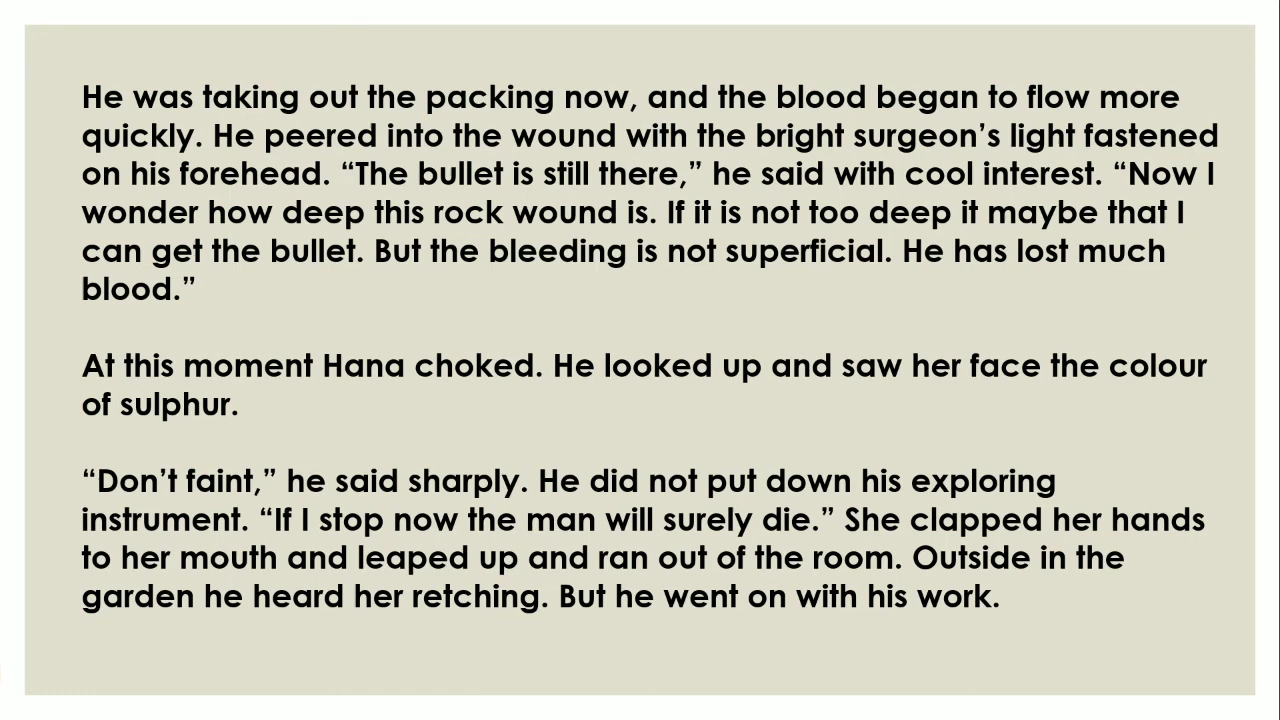 He was taking out the packing now, and the blood began to flow more
quickly. He peered into the wound with the bright surgeon’s light fastened
on his forehead. “The bullet is still there,” he said with cool interest. “Now I
wonder how deep this rock wound is. If it is not too deep it maybe that I
can get the bullet. But the bleeding is not superficial. He has lost much
blood.”
At this moment Hana choked. He looked up and saw her face the colour
of sulphur.
“Don’t faint,” he said sharply. He did not put down his exploring
instrument. “If I stop now the man will surely die.” She clapped her hands
to her mouth and leaped up and ran out of the room. Outside in the
garden he heard her retching. But he went on with his work.